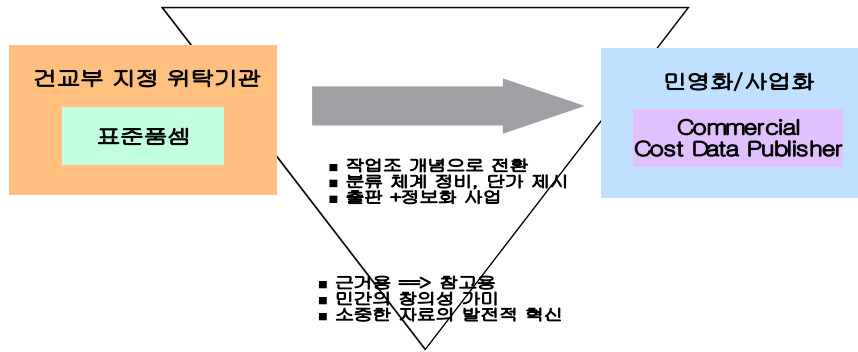 건교부 지정 위탁기관
표준품셈
민영화/사업화
Commercial
Cost Data Publisher
■ 작업조 개념으로 전환
■ 분류 체계 정비, 단가 제시
■ 출판 +정보화 사업
■ 근거용 ==> 참고용
■ 민간의 창의성 가미
■ 소중한 자료의 발전적 혁신